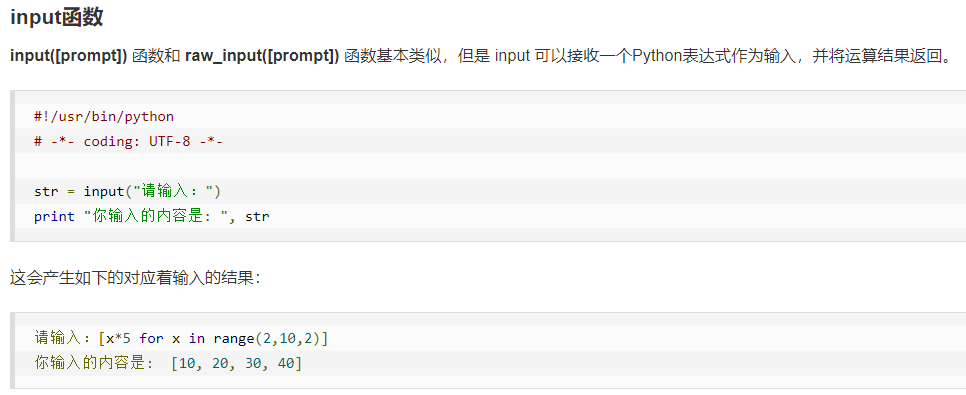 input函数
input([prompt]) 函数和 raw_input([prompt]) 函数基本类似，但是 input 可以接收一个Python表达式作为输入，并将运算结果返回。
#!/usr/bin/python
# -*- coding: UTF-8 -*-
str = input("请输入：")
print "你输入的内容是: ", str
这会产生如下的对应着输入的结果：
请输入：[x*5 for x in range(2,10,2)]
你输入的内容是:  [10, 20, 30, 40]